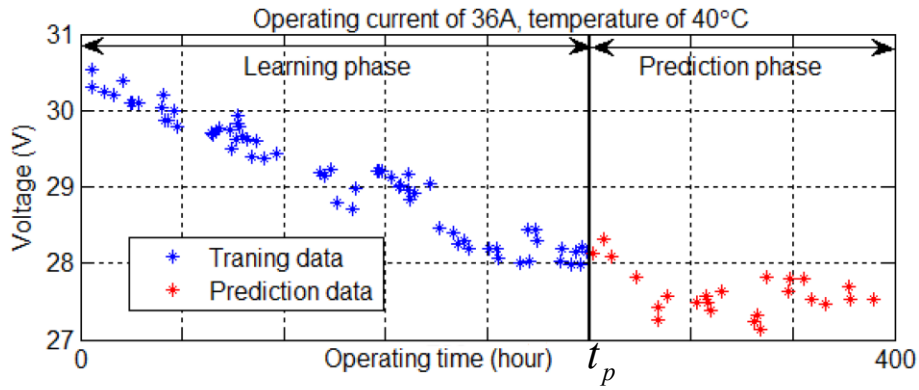 Operating current of 36A, temperature of 40°C
31
30
29
28
27
Voltage (V)
Learning phase
Prediction phase
Traning data
Prediction data
0
Operating time (hour)
t_p
400